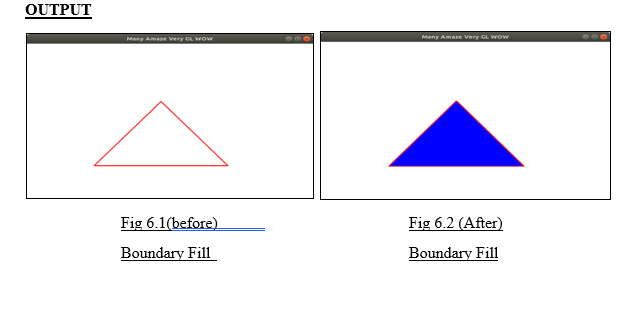 OUTPUT
Many Amaze Very GL WOW
Many Amaze Very GL WOW
Fig 6.1(before)
Boundary Fill
Fig 6.2 (After)
Boundary Fill